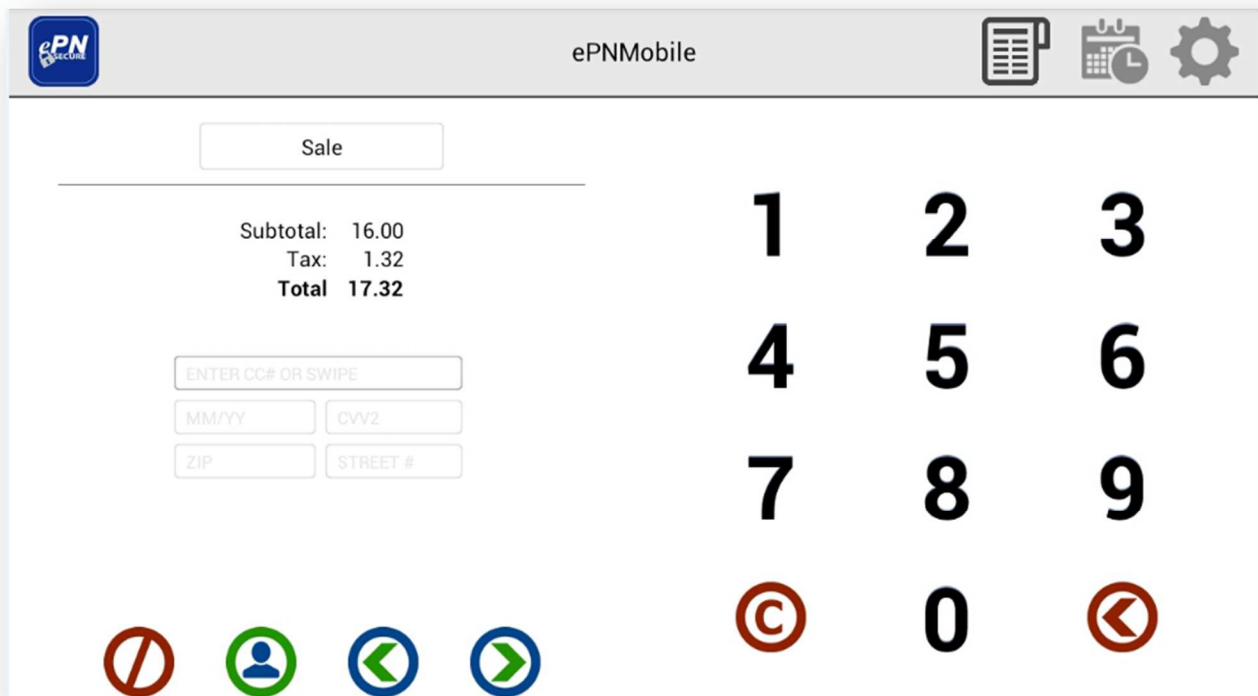 ePN
SECURE
ePNMobile
Sale
Subtotal: 16.00
Tax: 1.32
Total 17.32
ENTER CC# OR SWIPE
MM/YY CVV2
ZIP STREET #
1 2 3
4 5 6
7 8 9
C 0